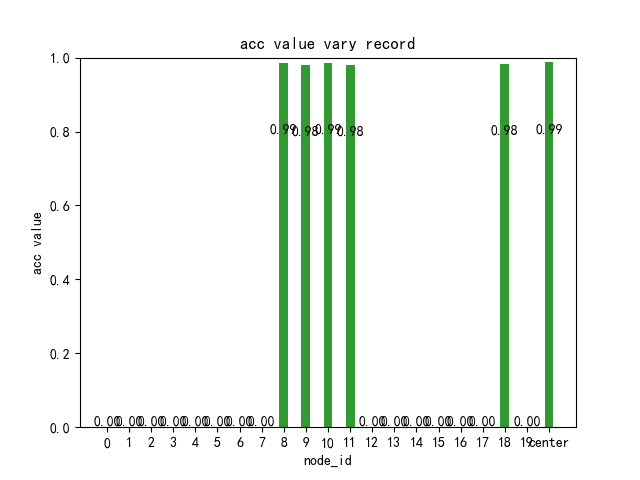 acc value vary record
1.0
0.8
0.6
0.4
0.2
0.0
acc value
0.99 0.98 0.99 0.98 0.98 0.99
0.00 0.00 0.00 0.00 0.00 0.00 0.00 0.00 0.00 0.00 0.00 0.00 0.00 0.00 0.00
0 1 2 3 4 5 6 7 8 9 10 11 12 13 14 15 16 17 18 19 center
node_id